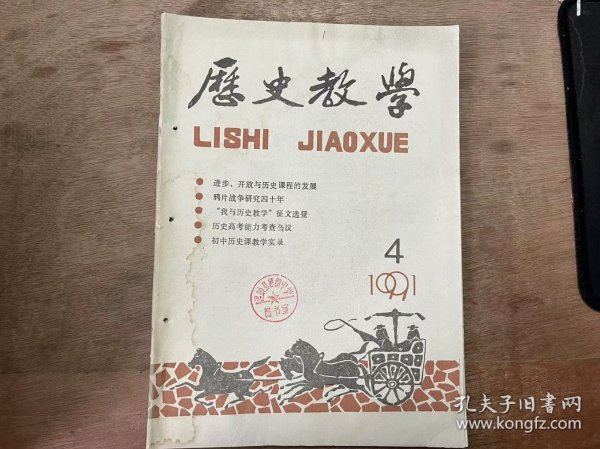 歷史教學
LISHI JIAOXUE
进步、开放与历史课程的发展
鸦片战争研究四十年
“我与历史教学”征文选登
历史高考能力考查刍议
初中历史课教学实录
4
1991
孔夫子旧书网
www.kongfz.com